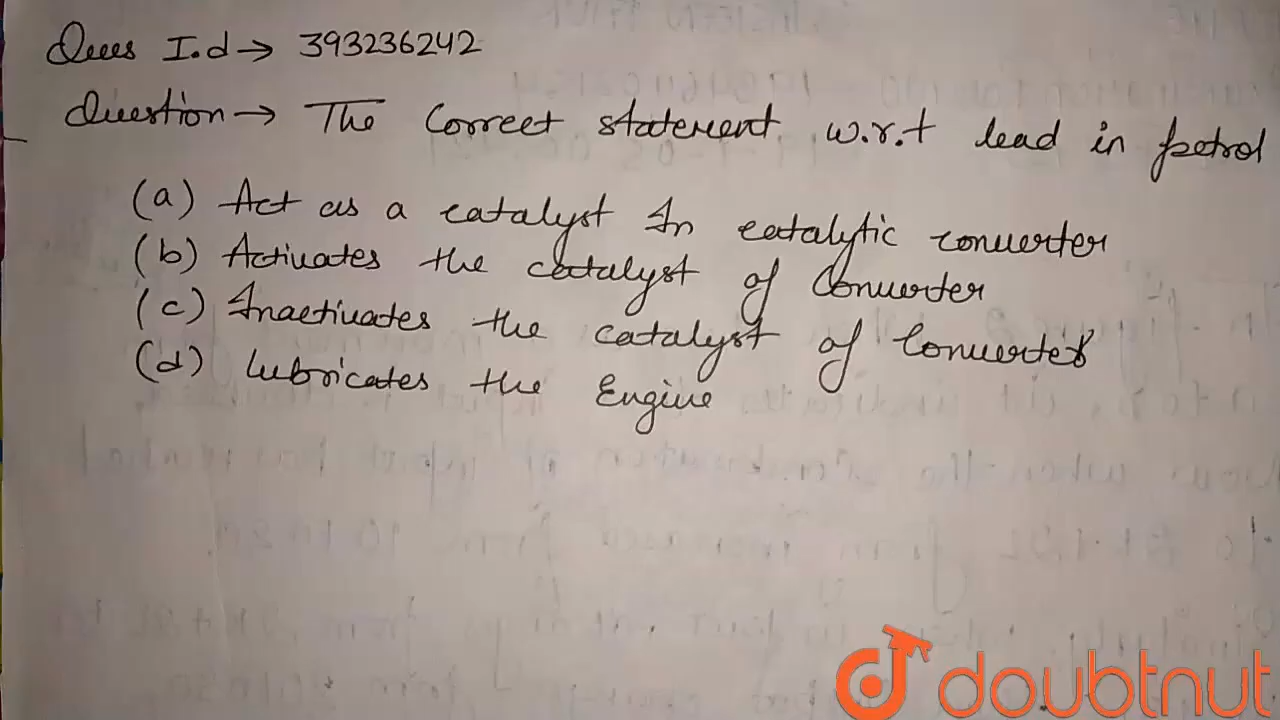 Ques I.d → 393236242
Question → The Correct statement w.r.t lead in petrol
(a) Act as a catalyst In catalytic converter
(b) Activates the catalyst of Converter
(c) Inactivates the catalyst of Converter
(d) Lubricates the Engine
doubtnut